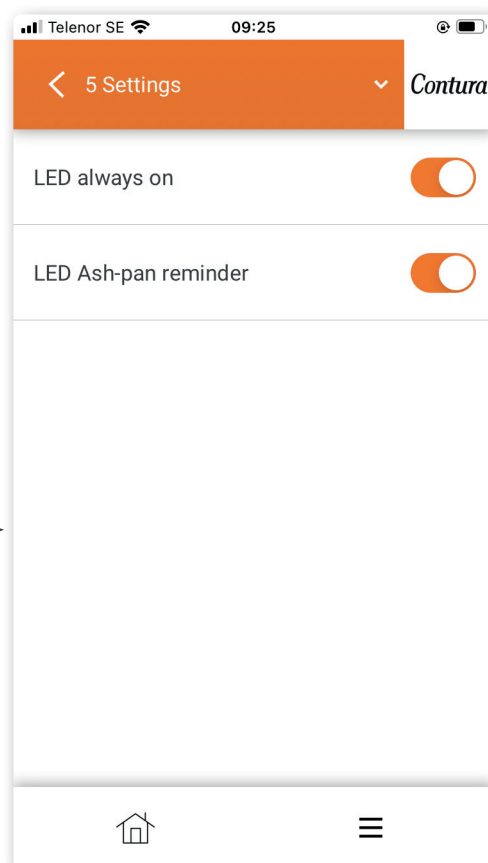 Telenor SE 09:25
5 Settings Contura
LED always on
LED Ash-pan reminder